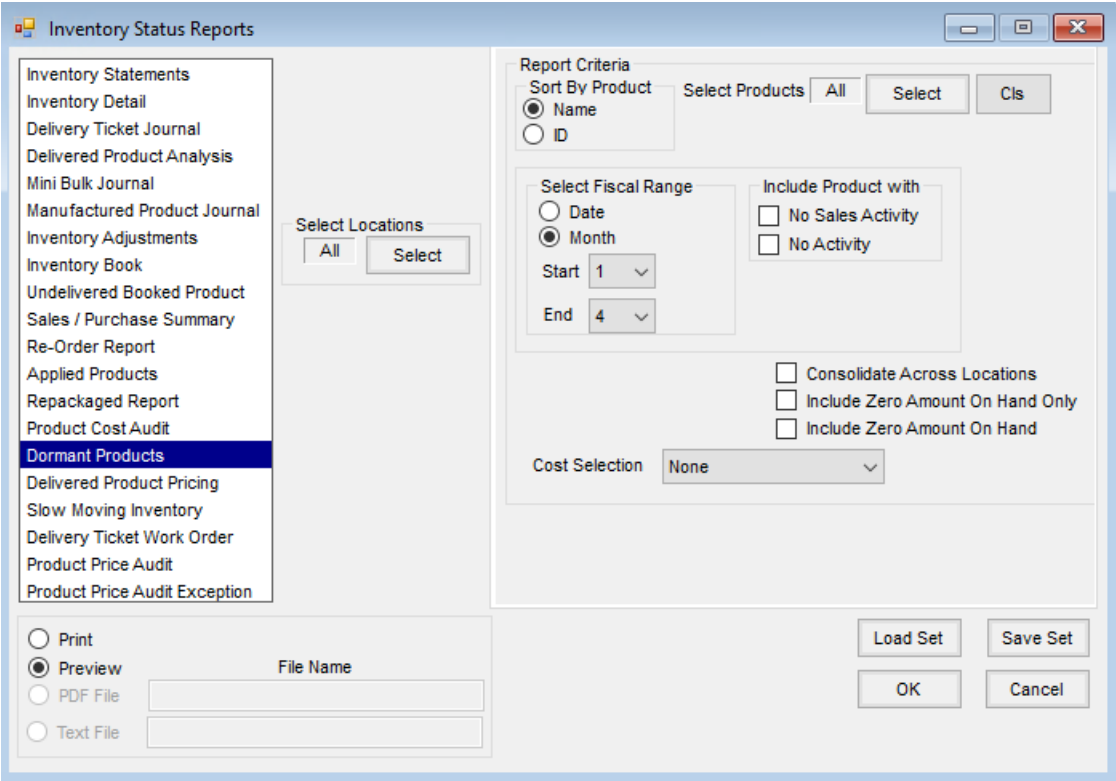 Inventory Status Reports
Inventory Statements
Inventory Detail
Delivery Ticket Journal
Delivered Product Analysis
Mini Bulk Journal
Manufactured Product Journal
Inventory Adjustments
Inventory Book
Undelivered Booked Product
Sales / Purchase Summary
Re-Order Report
Applied Products
Repackaged Report
Product Cost Audit
Dormant Products
Delivered Product Pricing
Slow Moving Inventory
Delivery Ticket Work Order
Product Price Audit
Product Price Audit Exception
Select Locations
All Select
Report Criteria
Sort By Product
Name
ID
Select Products All Select Cls
Select Fiscal Range
Date
Month
Start 1
End 4
Include Product with
No Sales Activity
No Activity
Consolidate Across Locations
Include Zero Amount On Hand Only
Include Zero Amount On Hand
Cost Selection None
Print
Preview File Name
PDF File
Text File
Load Set Save Set
OK Cancel